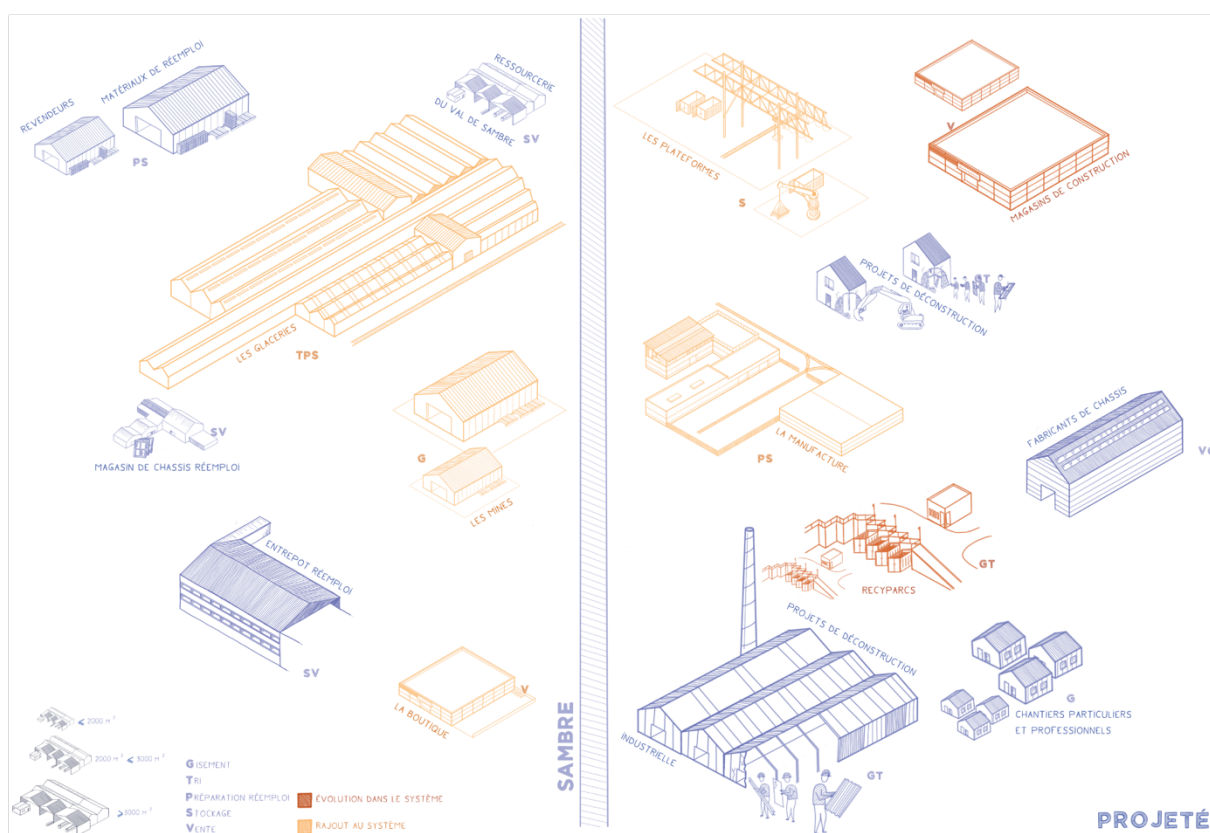 REVENDEURS
MATÉRIAUX DE RÉEMPLOI
PS
RESSOURCERIE
DU VAL DE SAMBRE
SV
LES GLACERIES
TPS
SV
MAGASIN DE CHASSIS RÉEMPLOI
G
LES MINES
ENTREPOT RÉEMPLOI
SV
LA BOUTIQUE
V
≤ 2000 M²
2000 M² ≤ 3000 M²
>3000 M²
GISEMENT
TRI
PRÉPARATION RÉEMPLOI
STOCKAGE
VENTE
ÉVOLUTION DANS LE SYSTÈME
RAJOUT AU SYSTÈME
SAMBRE
LES PLATEFORMES
S
V
MAGASINS DE CONSTRUCTION
PROJETS DE DÉCONSTRUCTION
GT
LA MANUFACTURE
PS
FABRICANTS DE CHASSIS
GT
RECYPARCS
PROJETS DE DÉCONSTRUCTION
INDUSTRIELLE
GT
G
CHANTIERS PARTICULIERS
ET PROFESSIONNELS
PROJETÉ